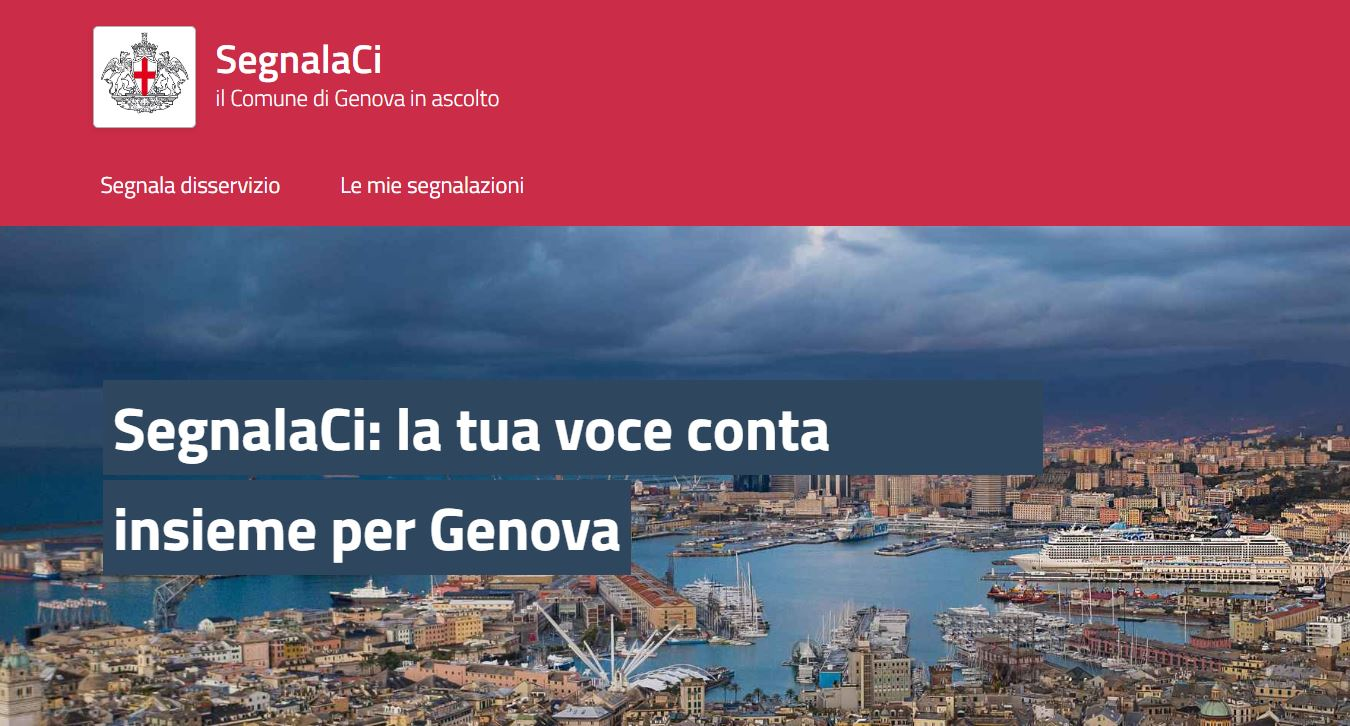 SegnalaCi
il Comune di Genova in ascolto
Segnala disservizio
Le mie segnalazioni
SegnalaCi: la tua voce conta
insieme per Genova